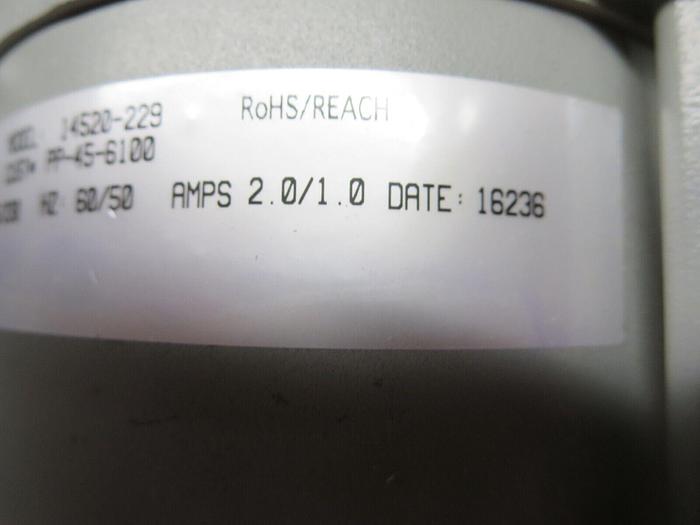 MODEL: 14520-229 RoHS/REACH
CUST# PP-45-6100
HZ: 60/50 AMPS 2.0/1.0 DATE: 16236